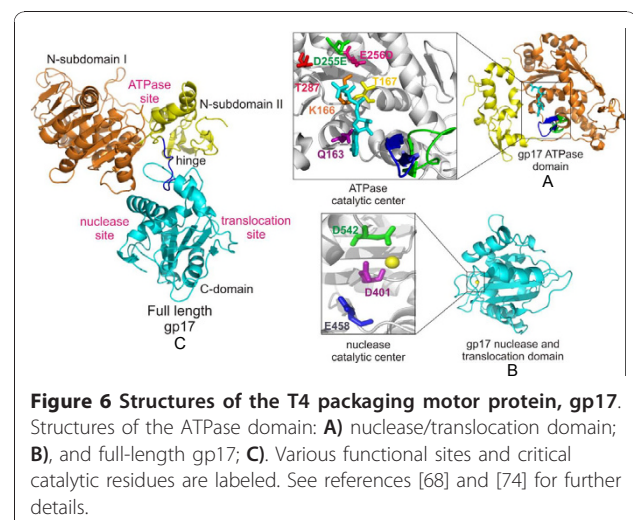 N-subdomain I
ATPase
site
N-subdomain II
hinge
nuclease
site
translocation
site
C-domain
Full length
gp17
C
D255E
E256D
T287
T167
K166
Q163
ATPase
catalytic center
gp17 ATPase
domain
A
D542
D401
E458
nuclease
catalytic center
gp17 nuclease and
translocation domain
B
Figure 6 Structures of the T4 packaging motor protein, gp17.
Structures of the ATPase domain: A) nuclease/translocation domain;
B), and full-length gp17; C). Various functional sites and critical
catalytic residues are labeled. See references [68] and [74] for further
details.